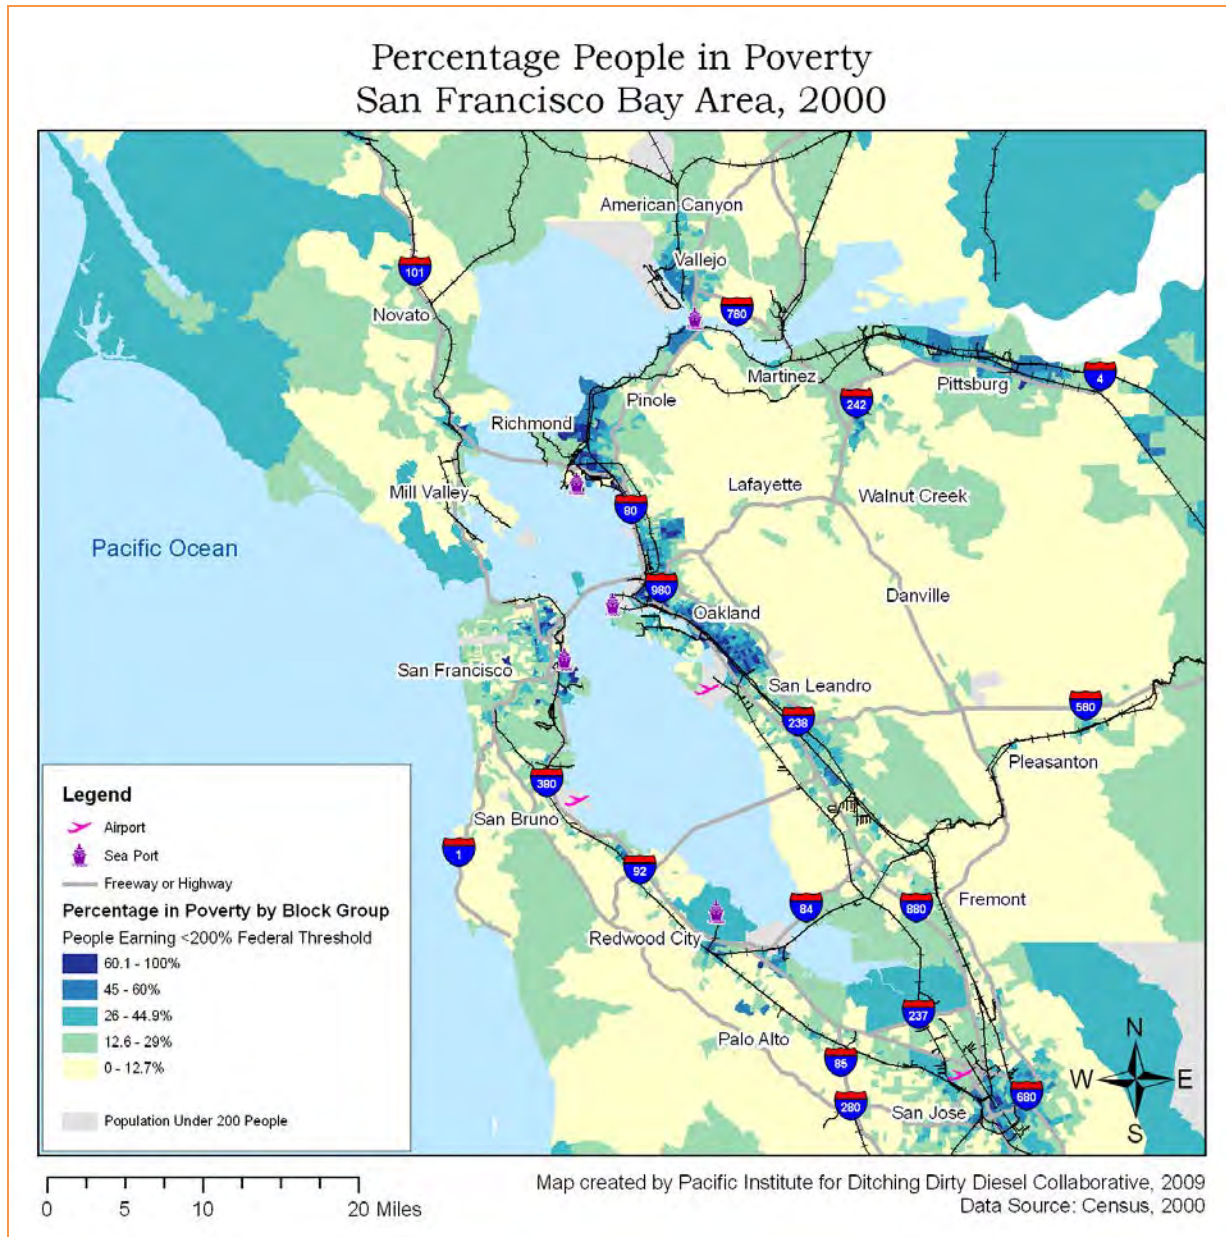 Percentage People in Poverty
San Francisco Bay Area, 2000
American Canyon
Vallejo
101
780
Novato
Martinez
Pittsburg
4
242
Pinole
Richmond
Lafayette
Mill Valley
Walnut Creek
80
Pacific Ocean
980
Danville
Oakland
San Francisco
San Leandro
580
238
Pleasanton
380
San Bruno
1
92
84
880
Fremont
Redwood City
237
Palo Alto
85
280
San Jose
680
N
W
E
S
Legend
Airport
Sea Port
Freeway or Highway
Percentage in Poverty by Block Group
People Earning <200% Federal Threshold
60.1 - 100%
45 - 60%
26 - 44.9%
12.6 - 29%
0 - 12.7%
Population Under 200 People
0 5 10 20 Miles
Map created by Pacific Institute for Ditching Dirty Diesel Collaborative, 2009
Data Source: Census, 2000